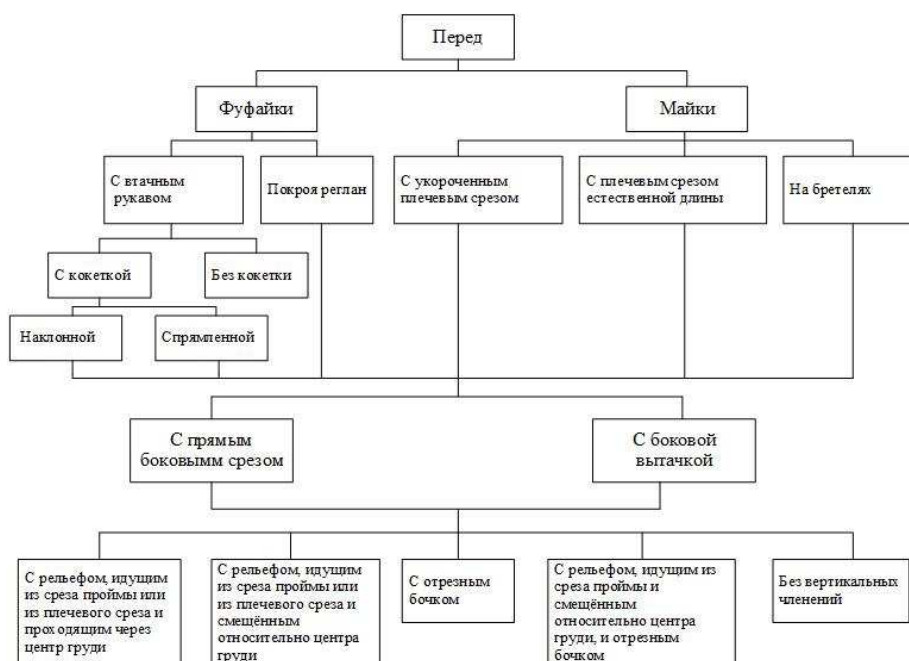 Перед
Фуфайки
Майки
С втачным
рукавом
Покроя реглан
С укороченным
плечевым срезом
С плечевым срезом
естественной длины
На бретелях
С кокеткой
Без кокетки
Наклонной
Спрямленной
С прямым
боковымм срезом
С боковой
вытачкой
С рельефом, идущим
из среза проймы или
из плечевого среза и
проходящим через
центр груди
С рельефом, идущим
из среза проймы или
из плечевого среза и
смещённым
относительно центра
груди
С отрезным
бочком
С рельефом, идущим из
среза проймы и
смещённым
относительно центра
груди, и отрезным
бочком
Без вертикальных
членений